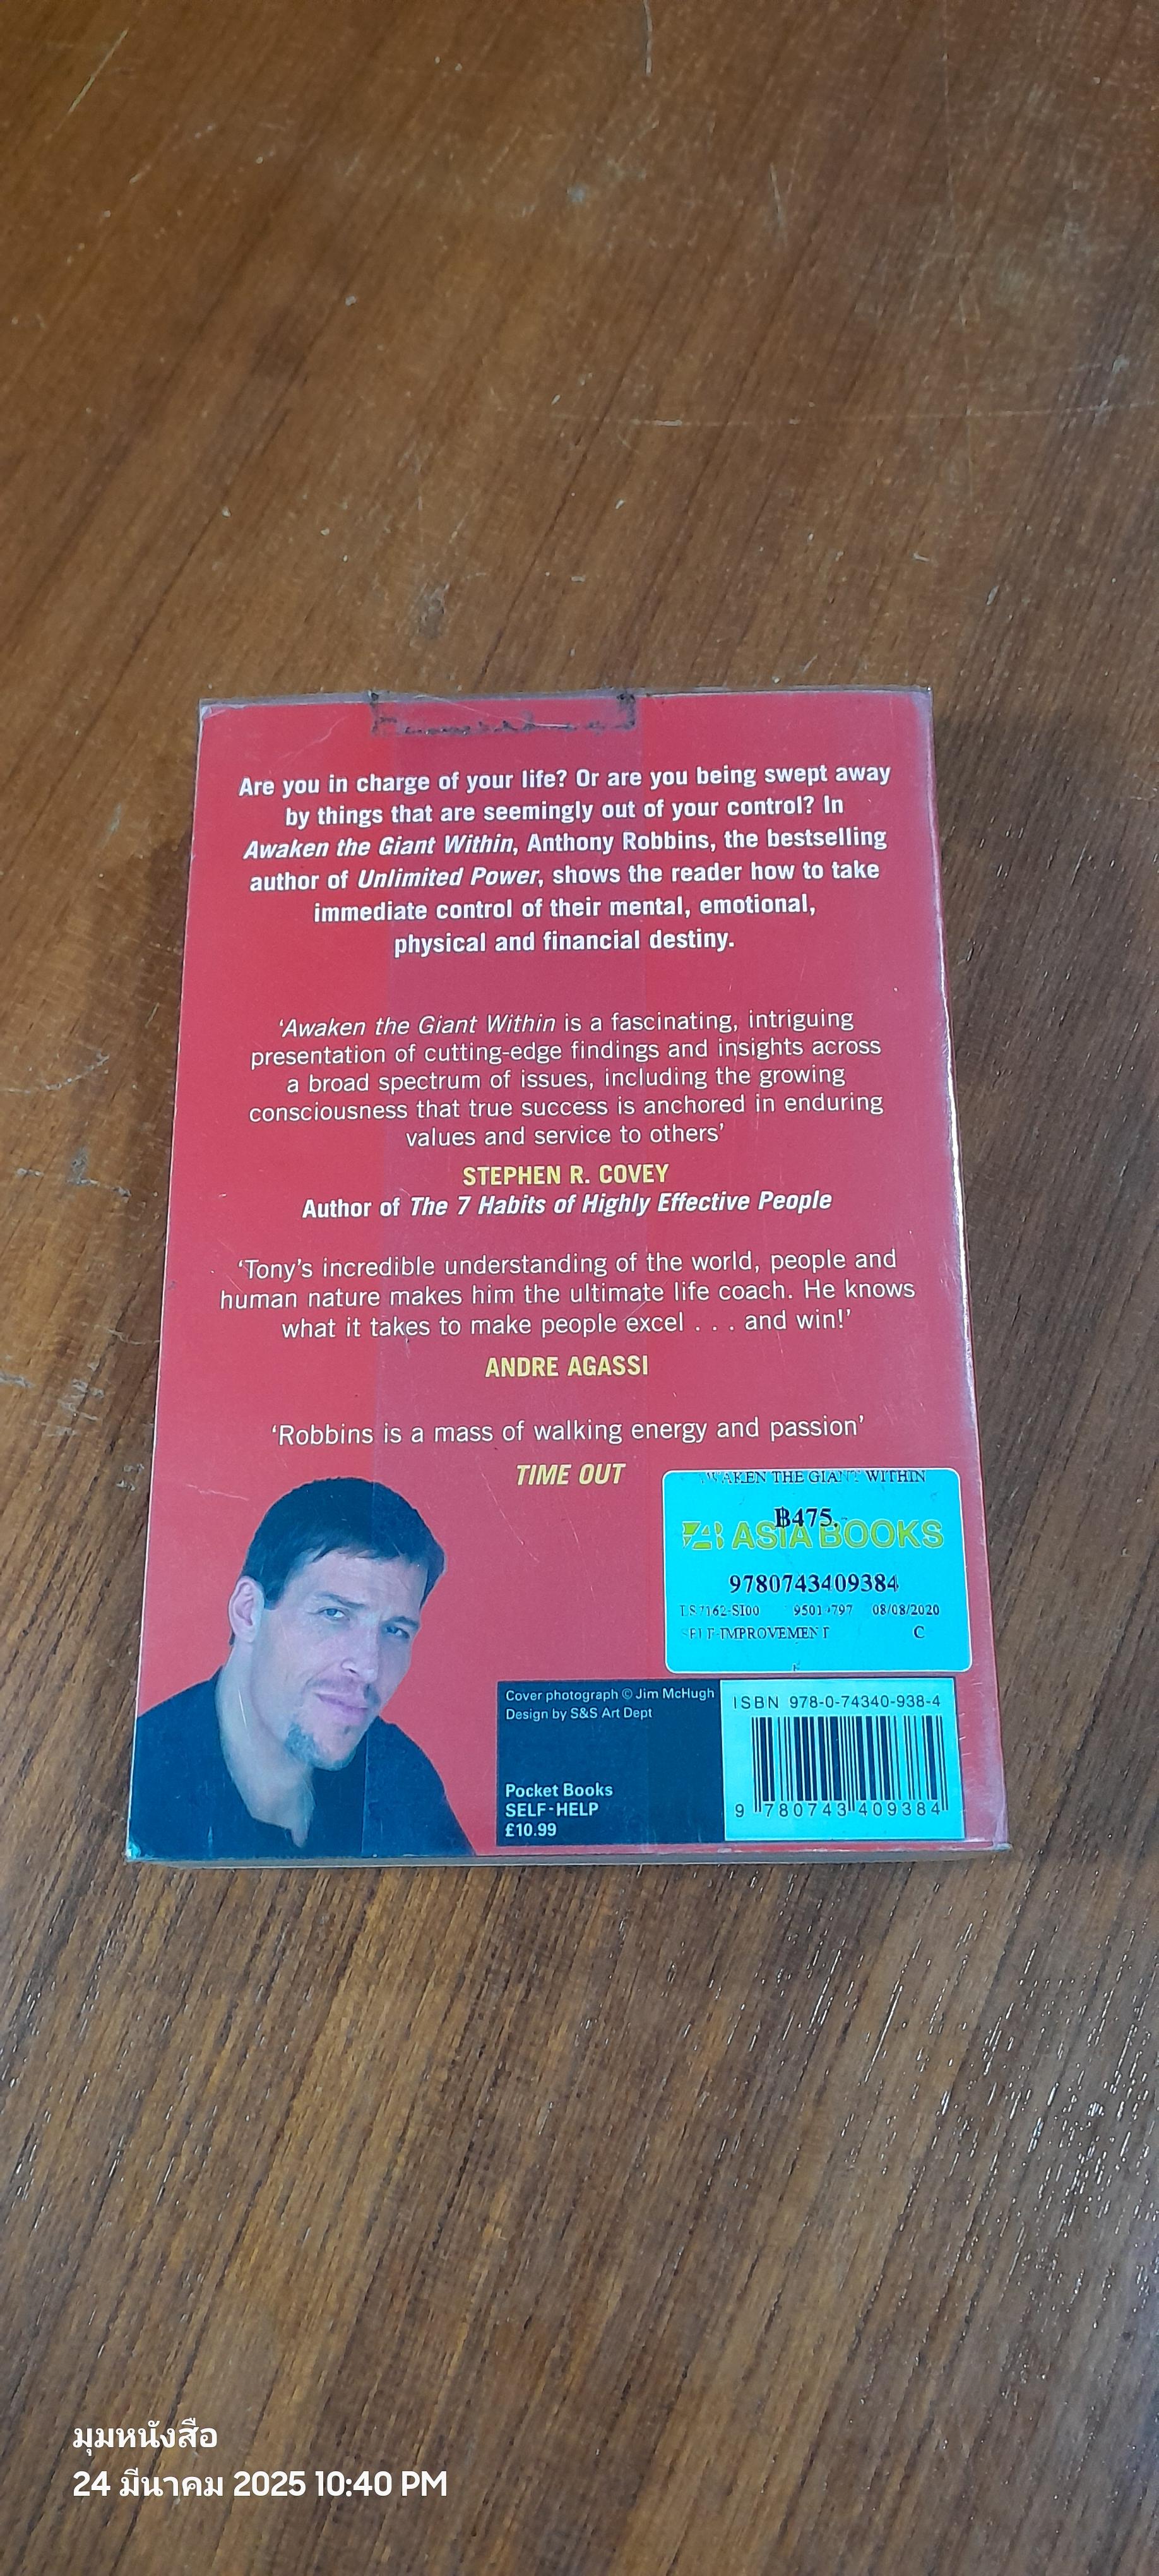 Are you in charge of your life? Or are you being swept away
by things that are seemingly out of your control? In
Awaken the Giant Within, Anthony Robbins, the bestselling
author of Unlimited Power, shows the reader how to take
immediate control of their mental, emotional,
physical and financial destiny.
‘Awaken the Giant Within is a fascinating, intriguing
presentation of cutting-edge findings and insights across
a broad spectrum of issues, including the growing
consciousness that true success is anchored in enduring
values and service to others’
STEPHEN R. COVEY
Author of The 7 Habits of Highly Effective People
‘Tony’s incredible understanding of the world, people and
human nature makes him the ultimate life coach. He knows
what it takes to make people excel . . . and win!’
ANDRE AGASSI
‘Robbins is a mass of walking energy and passion’
TIME OUT
AWAKEN THE GIANT WITHIN
฿475.-
ASIA BOOKS
9780743409384
08/08/2020
SELF-IMPROVEMENT C
Cover photograph © Jim McHugh
Design by S&S Art Dept
Pocket Books
SELF-HELP
£10.99
ISBN 978-0-74340-938-4
9 780743 409384
มุมหนังสือ
24 มีนาคม 2025 10:40 PM